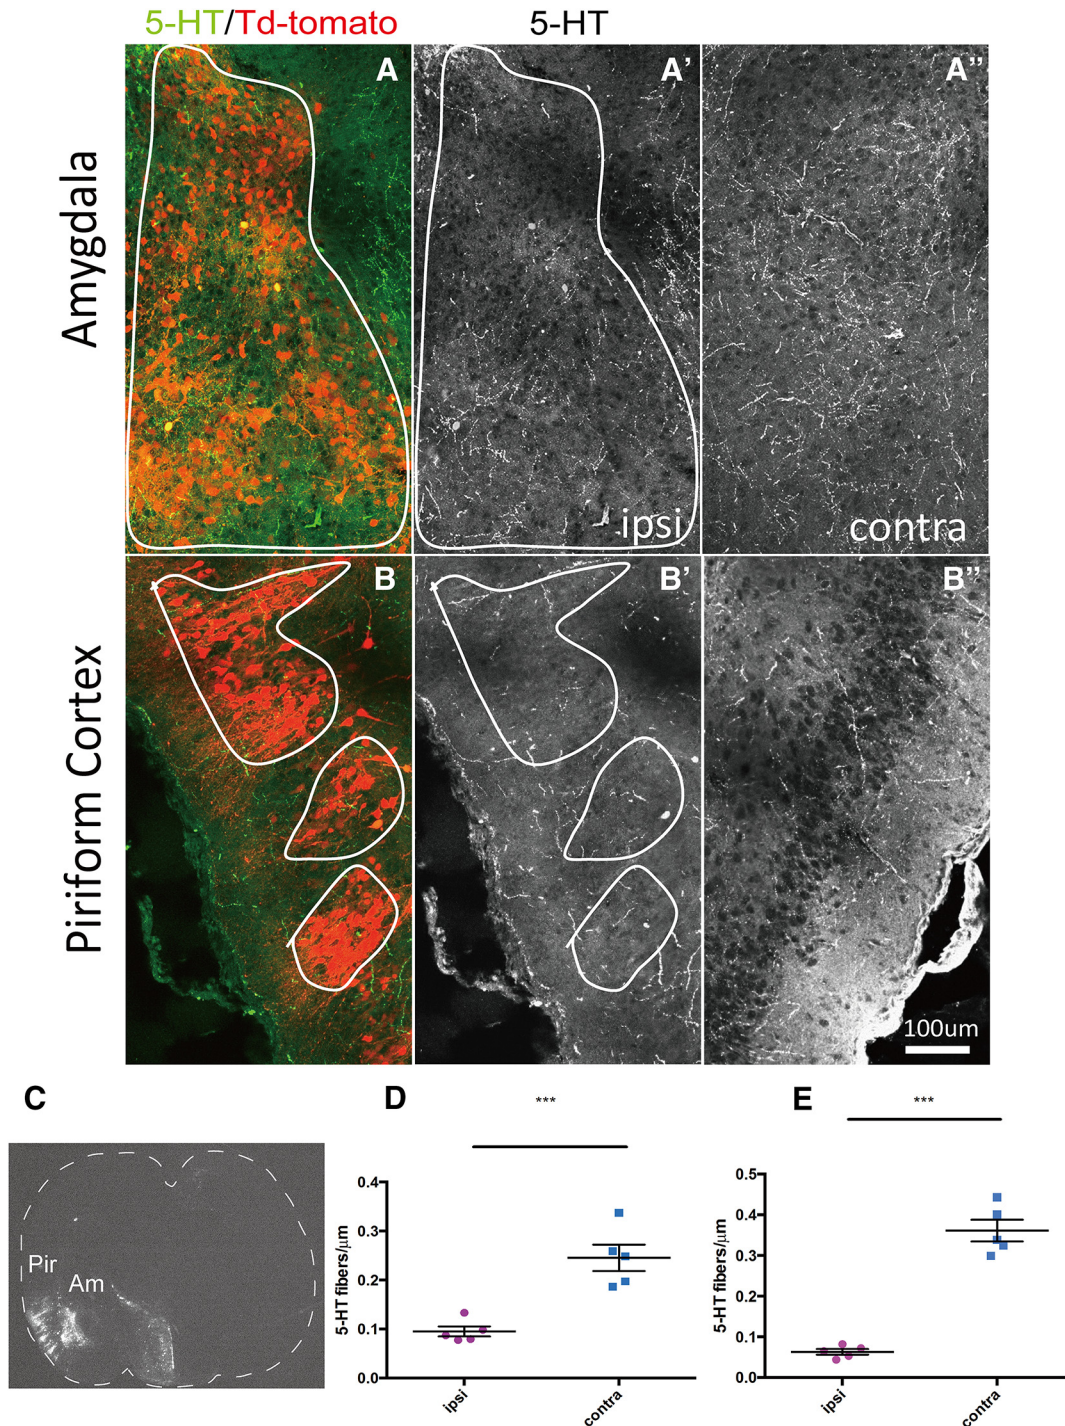 5-HT/Td-tomato
5-HT
Amygdala
A
A'
A"
ipsi
contra
Piriform Cortex
B
B'
B"
100um
C
Pir
Am
D
***
5-HT fibers/μm
0.4
0.3
0.2
0.1
0.0
ipsi
contra
E
***
5-HT fibers/μm
0.5
0.4
0.3
0.2
0.1
0.0
ipsi
contra